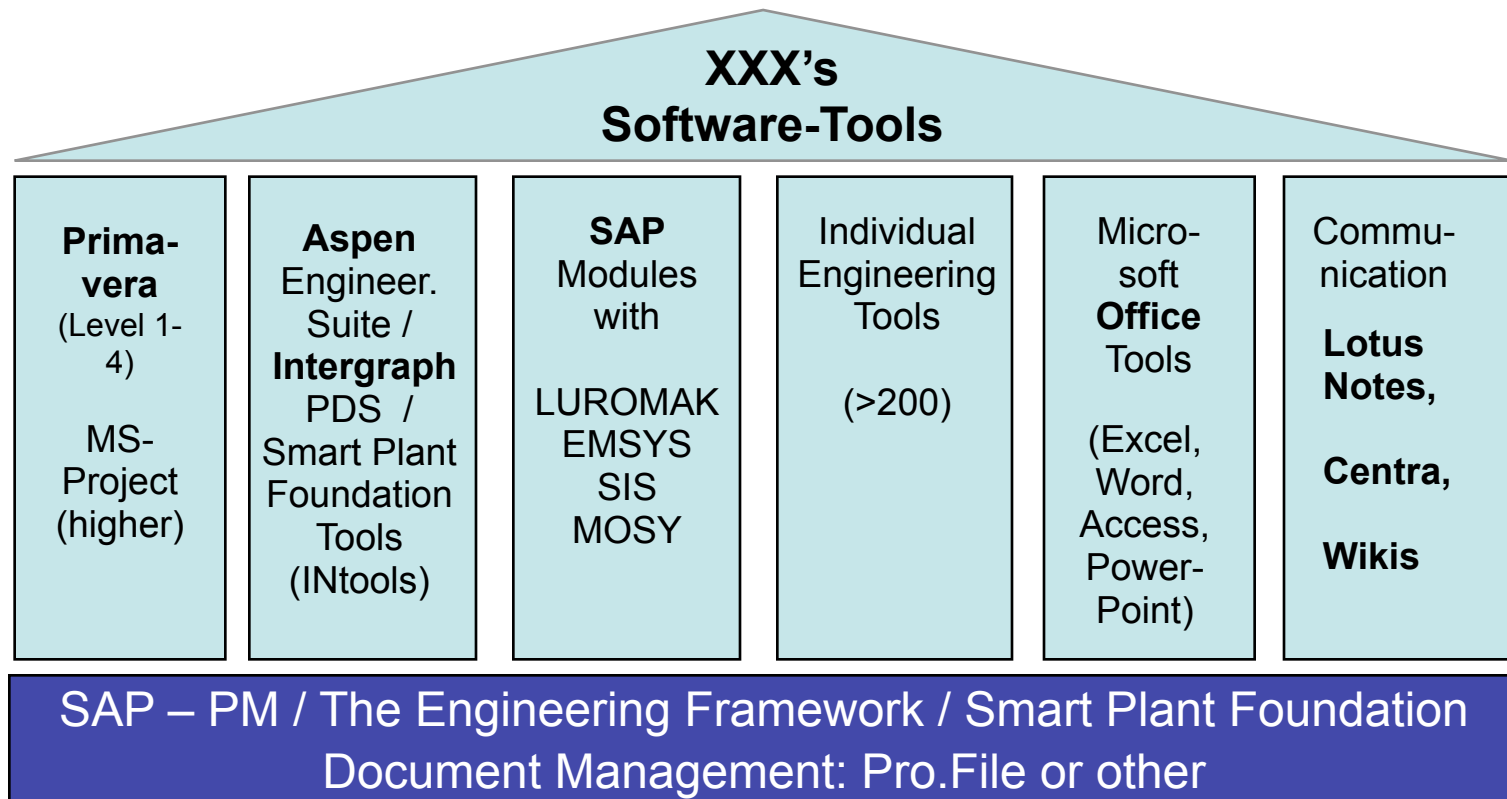 XXX's
Software-Tools
Prima-
vera
(Level 1-
4)
MS-
Project
(higher)
Aspen
Engineer.
Suite /
Intergraph
PDS /
Smart Plant
Foundation
Tools
(INtools)
SAP
Modules
with
LUROMAK
EMSYS
SIS
MOSY
Individual
Engineering
Tools
(>200)
Micro-
soft
Office
Tools
(Excel,
Word,
Access,
Power-
Point)
Commu-
nication
Lotus
Notes,
Centra,
Wikis
SAP – PM / The Engineering Framework / Smart Plant Foundation
Document Management: Pro.File or other